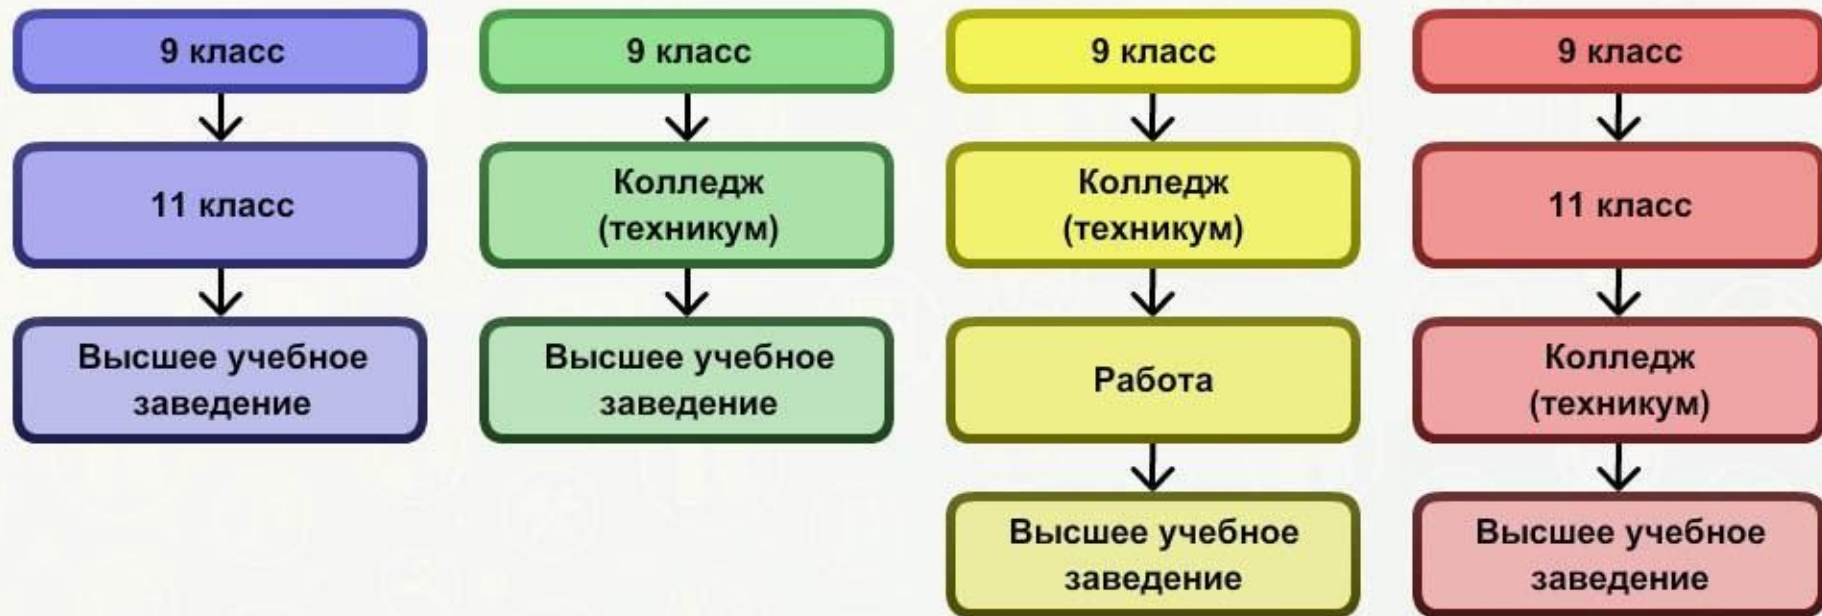 9 класс
11 класс
Высшее учебное
заведение
9 класс
Колледж
(техникум)
Высшее учебное
заведение
9 класс
Колледж
(техникум)
Работа
Высшее учебное
заведение
9 класс
11 класс
Колледж
(техникум)
Высшее учебное
заведение